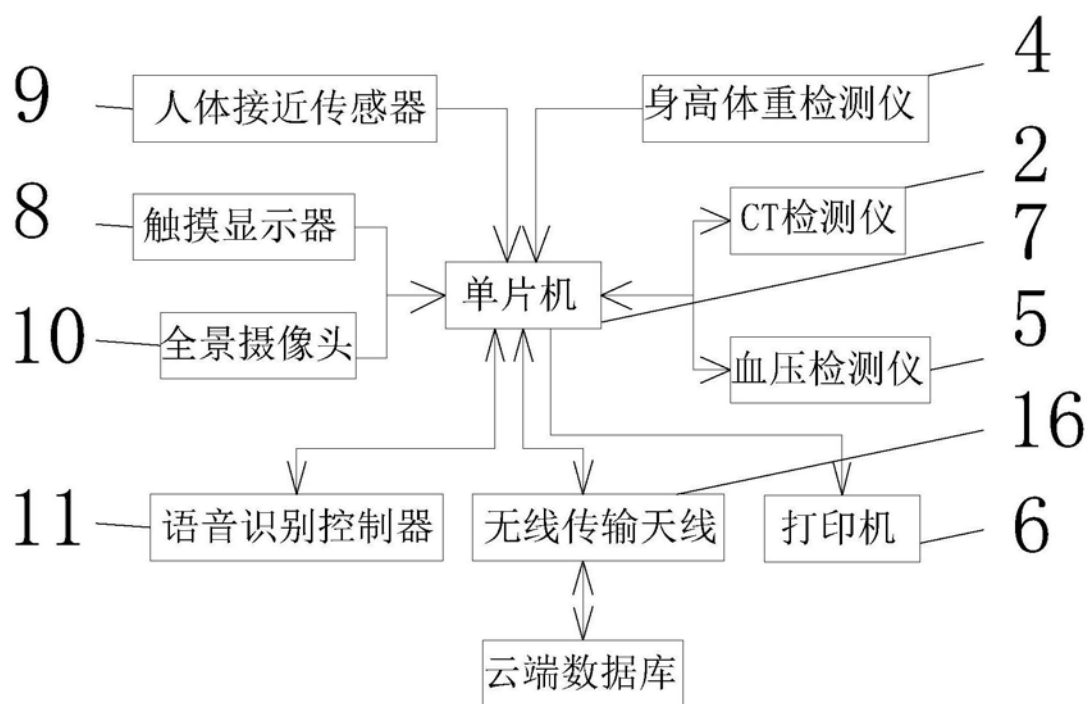 9
人体接近传感器
身高体重检测仪
4
8
触摸显示器
CT检测仪
2
单片机
7
10
全景摄像头
血压检测仪
5
16
11
语音识别控制器
无线传输天线
打印机
6
云端数据库